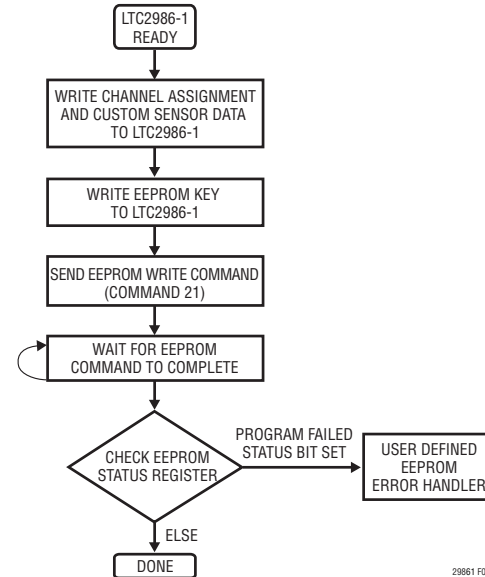 LTC2986-1
READY
WRITE CHANNEL ASSIGNMENT
AND CUSTOM SENSOR DATA
TO LTC2986-1
WRITE EEPROM KEY
TO LTC2986-1
SEND EEPROM WRITE COMMAND
(COMMAND 21)
WAIT FOR EEPROM
COMMAND TO COMPLETE
CHECK EEPROM
STATUS REGISTER
PROGRAM FAILED
STATUS BIT SET
USER DEFINED
EEPROM
ERROR HANDLER
ELSE
DONE